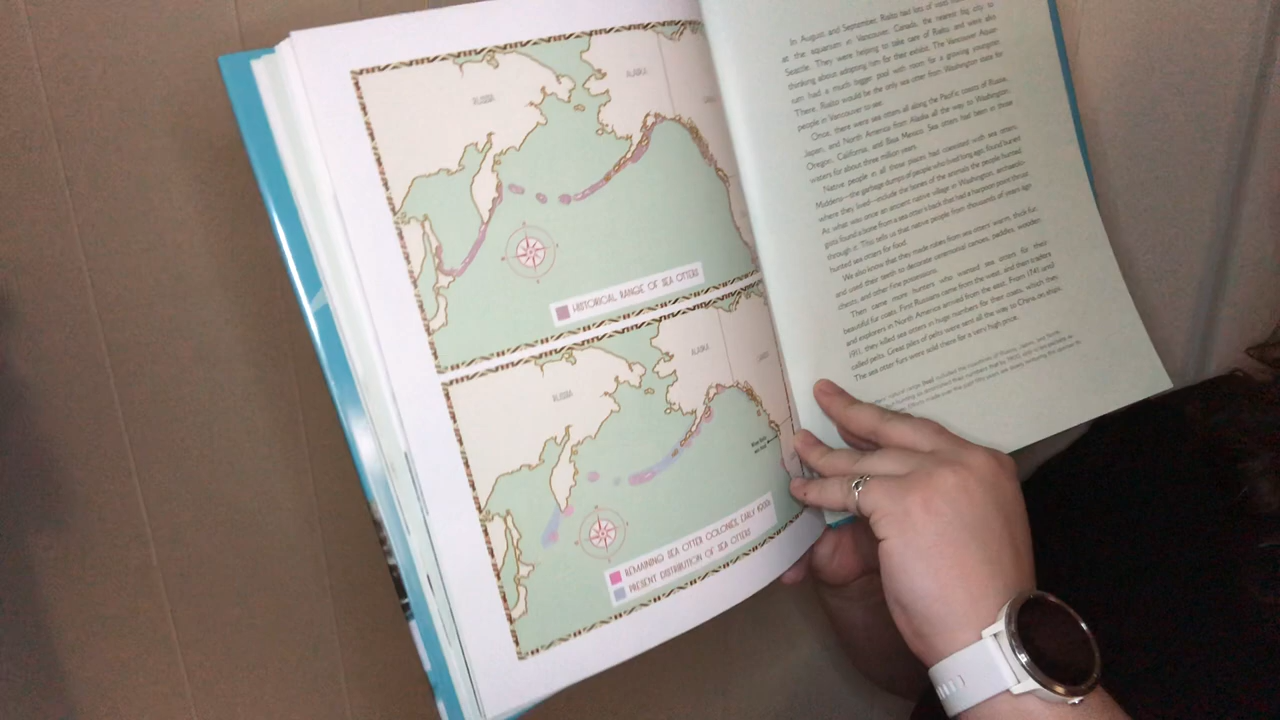 RUSSIA
ALASKA
HISTORICAL RANGE OF SEA OTTERS
RUSSIA
ALASKA
REMAINING SEA OTTER COLONIES, EARLY 1900s
PRESENT DISTRIBUTION OF SEA OTTERS
In August and September, Rialto had lots of
at the aquarium in Vancouver, Canada, the nearest big city to
Seattle. They were helping to take care of Rialto and were also
thinking about adopting him for their exhibit. The Vancouver Aquar-
ium had a much bigger pool with room for a growing youngster.
There, Rialto would be the only sea otter from Washington state for
people in Vancouver to see.
Once, there were sea otters all along the Pacific coasts of Russia,
Japan, and North America from Alaska all the way to Washington,
Oregon, California, and Baja Mexico. Sea otters had been in those
waters for about three million years.
Native people in all those places had coexisted with sea otters.
Middens—the garbage dumps of people who lived long ago, found buried
where they lived—include the bones of the animals the people hunted.
At what was once an ancient native village in Washington, archaeolo-
gists found a bone from a sea otter's back that had a harpoon point thrust
through it. This tells us that native people from thousands of years ago
hunted sea otters for food.
We also know that they made robes from sea otters' warm, thick fur,
and used their teeth to decorate ceremonial canoes, paddles, wooden
chests, and other fine possessions.
Then came more hunters who wanted sea otters for their
beautiful fur coats. First Russians came from the west, and then traders
and explorers in North America arrived from the east. From 1741 until
1911, they killed sea otters in huge numbers for their coats, which they
called pelts. Great piles of pelts were sent all the way to China on ships.
The sea otter furs were sold there for a very high price.